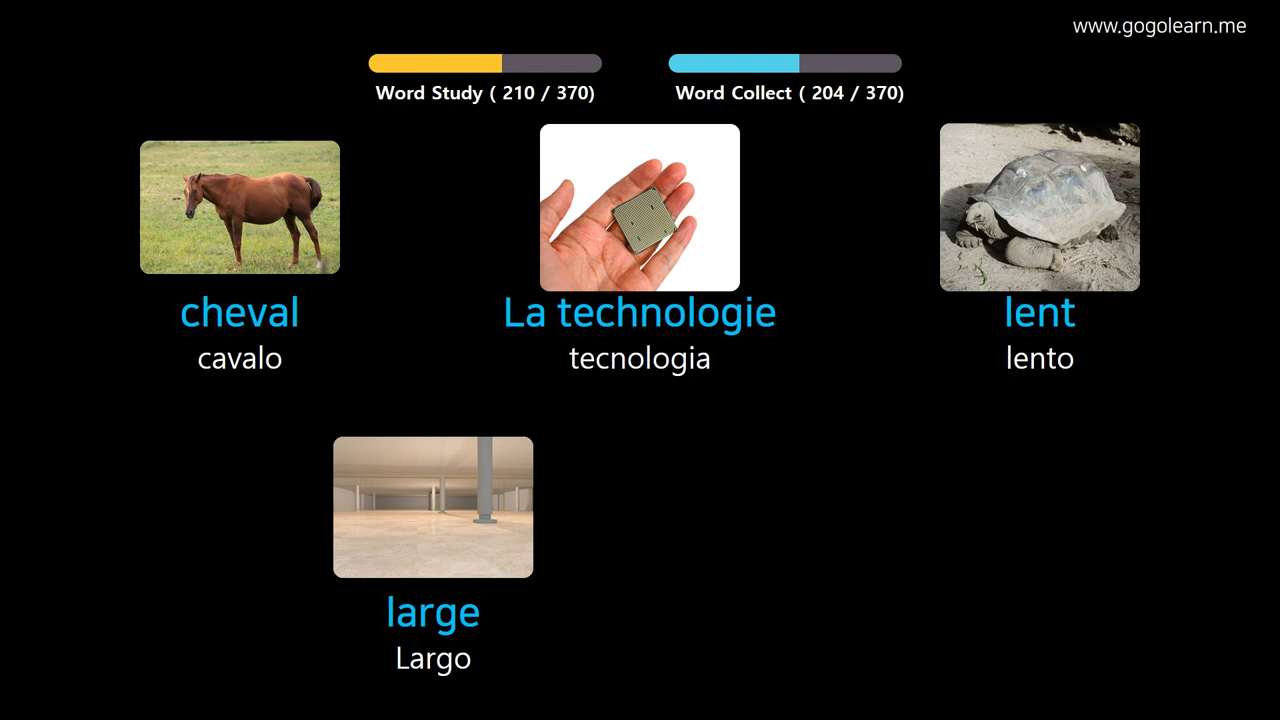 www.gogolearn.me
Word Study ( 210 / 370)
Word Collect ( 204 / 370)
cheval
cavalo
La technologie
tecnologia
lent
lento
large
Largo